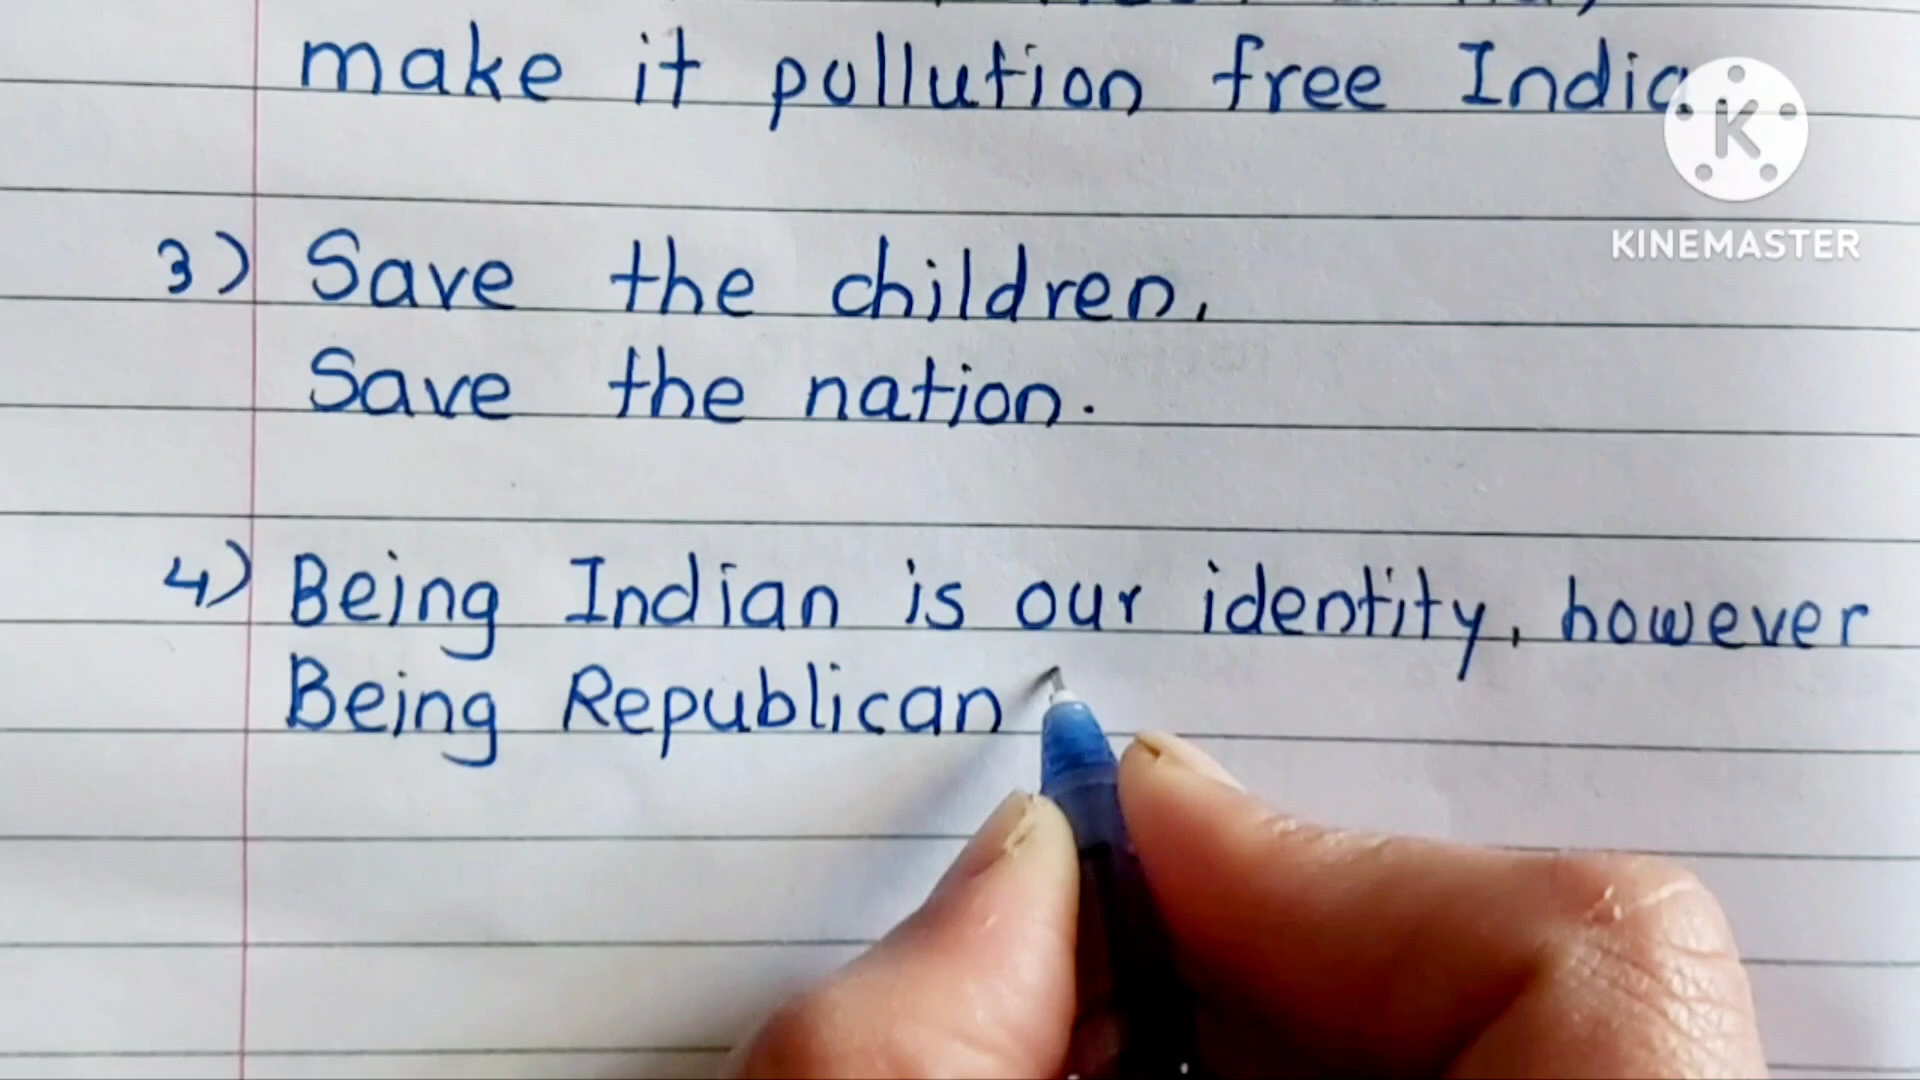 make it pollution free India
K
KINEMASTER
3) Save the children,
Save the nation.
4) Being Indian is our identity, however
Being Republican